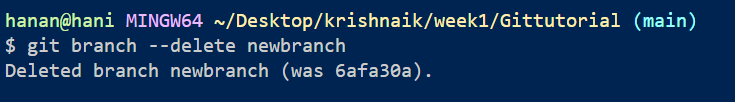 hanan@hani MINGW64 ~/Desktop/krishnaik/week1/Gittutorial (main)
$ git branch --delete newbranch
Deleted branch newbranch (was 6afa30a).